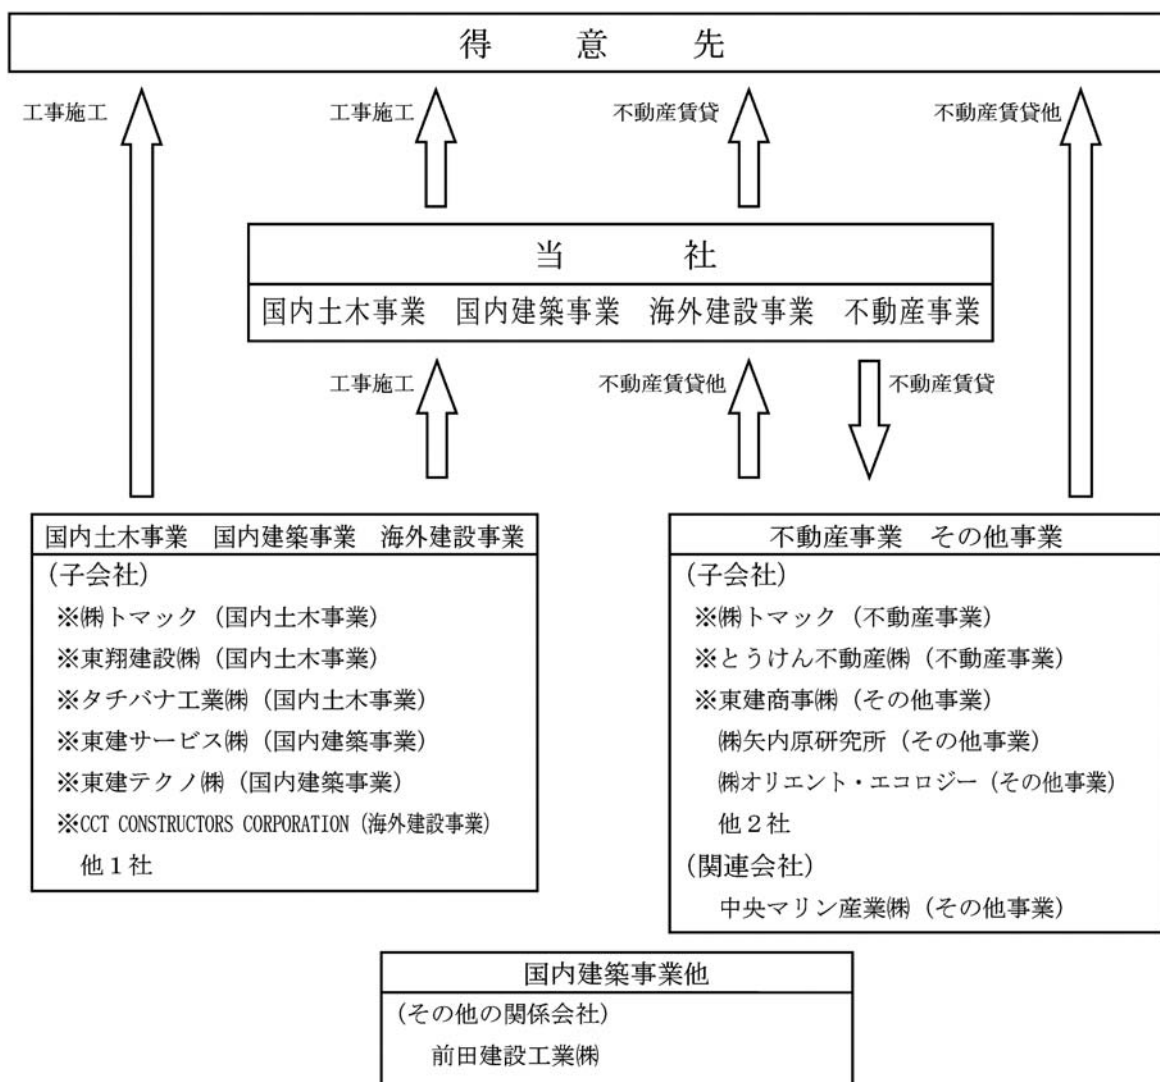 得意先
工事施工
工事施工
不動産賃貸
不動産賃貸他
当社
国内土木事業　国内建築事業　海外建設事業　不動産事業
工事施工
不動産賃貸他
不動産賃貸
国内土木事業　国内建築事業　海外建設事業
(子会社)
※㈱トマック（国内土木事業）
※東翔建設㈱（国内土木事業）
※タチバナ工業㈱（国内土木事業）
※東建サービス㈱（国内建築事業）
※東建テクノ㈱（国内建築事業）
※CCT CONSTRUCTORS CORPORATION（海外建設事業）
他１社
不動産事業　その他事業
(子会社)
※㈱トマック（不動産事業）
※とうけん不動産㈱（不動産事業）
※東建商事㈱（その他事業）
㈱矢内原研究所（その他事業）
㈱オリエント・エコロジー（その他事業）
他２社
(関連会社)
中央マリン産業㈱（その他事業）
国内建築事業他
(その他の関係会社)
前田建設工業㈱